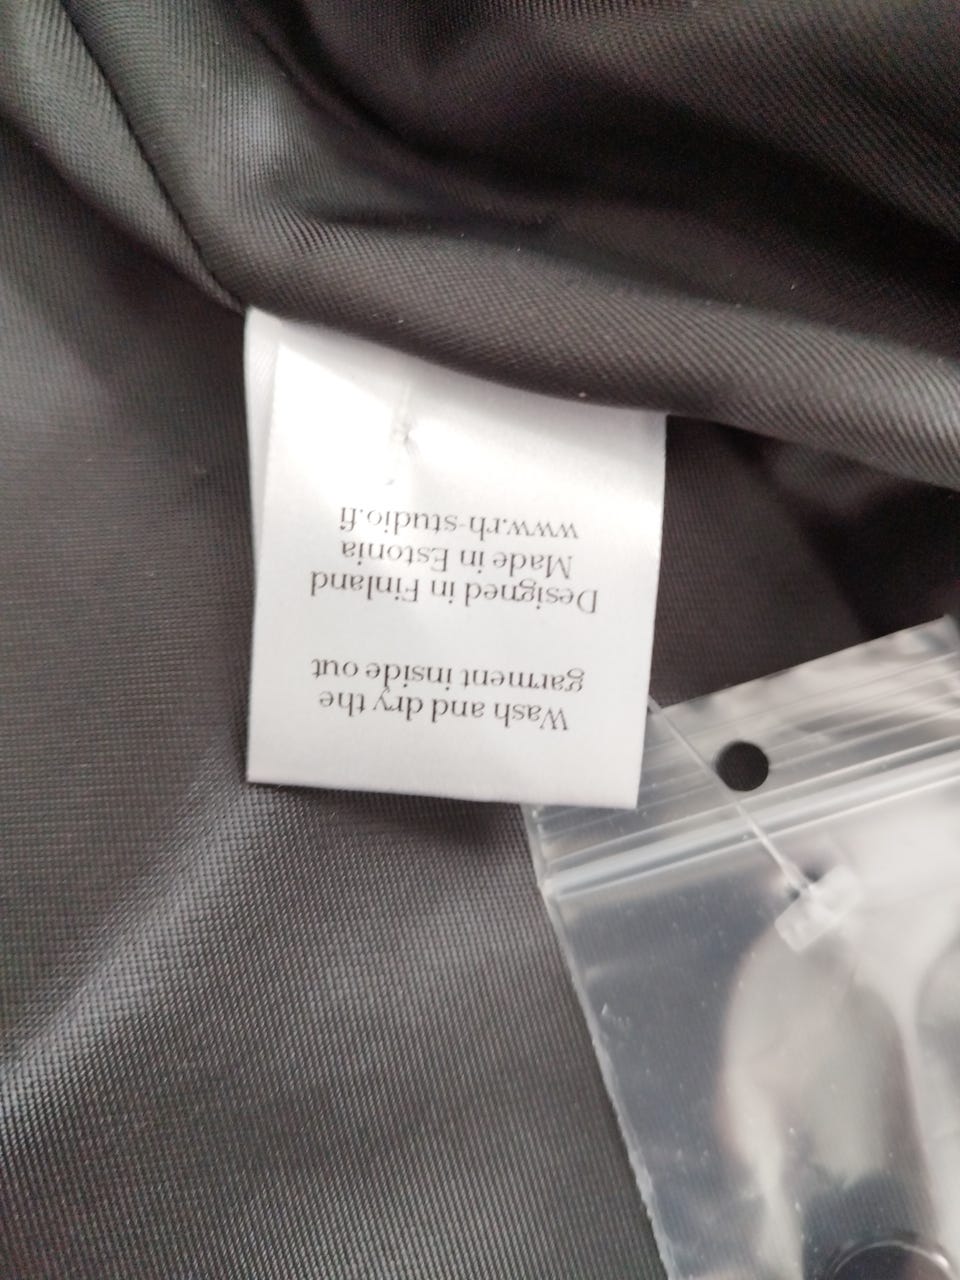 Wash and dry the
garment inside out
Designed in Finland
Made in Estonia
www.rh-studio.fi